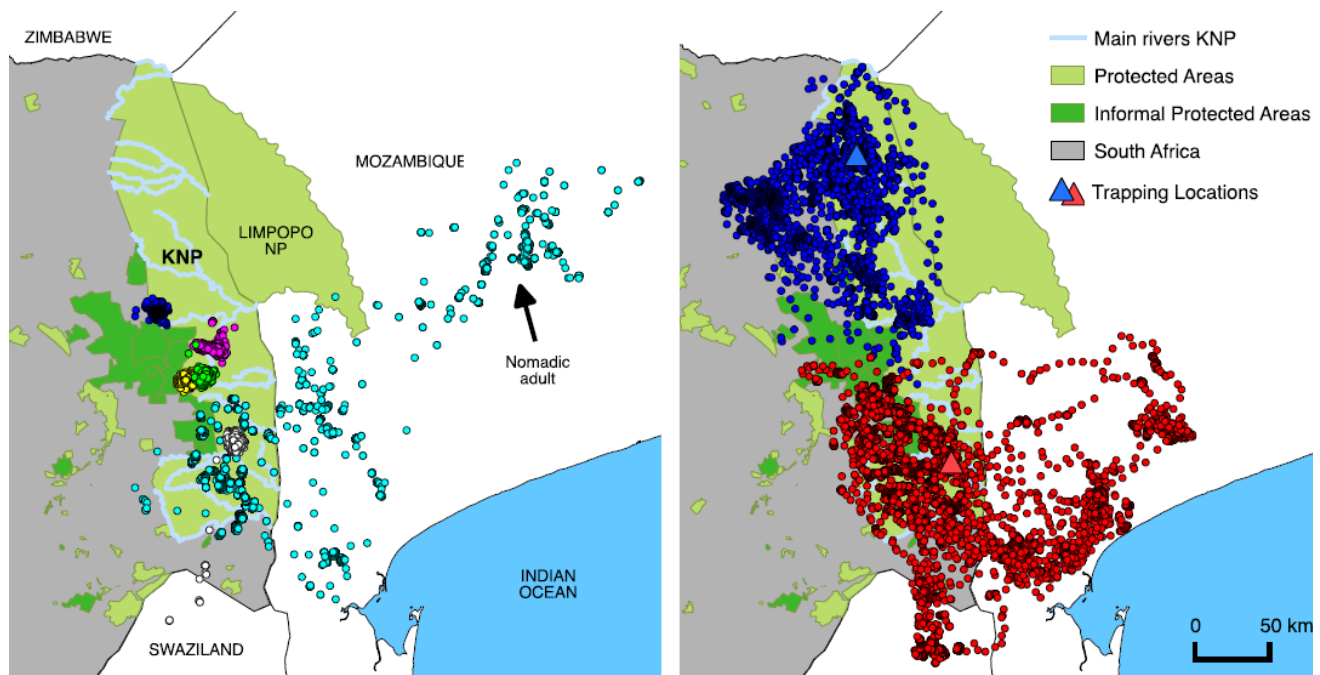 ZIMBABWE
MOZAMBIQUE
LIMPOPO
NP
KNP
Nomadic
adult
INDIAN
OCEAN
SWAZILAND
Main rivers KNP
Protected Areas
Informal Protected Areas
South Africa
Trapping Locations
0 50 km